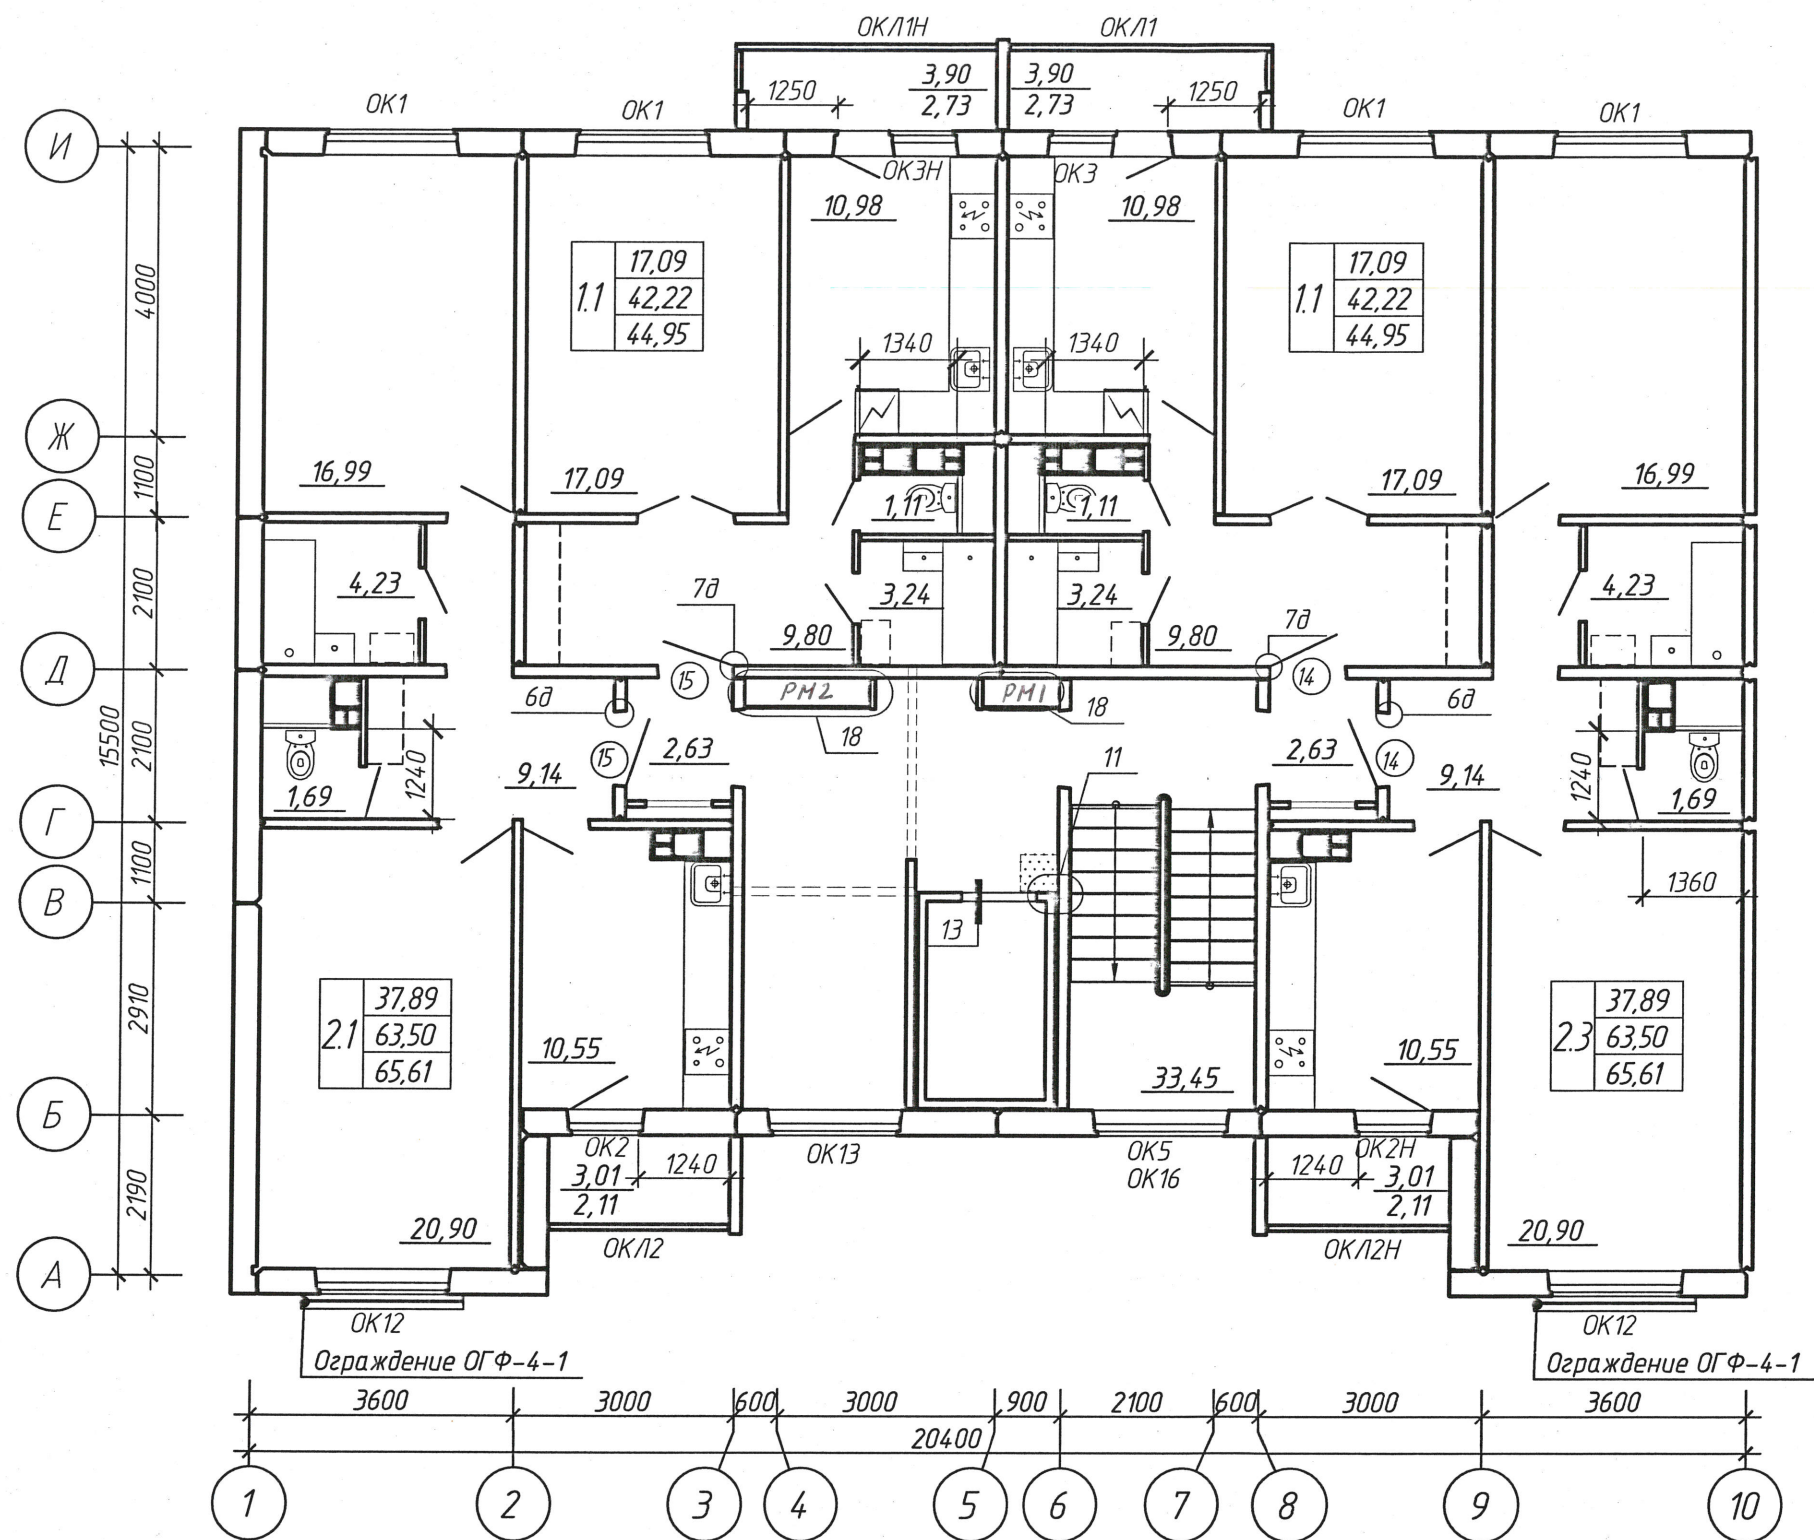 ОКЛ1Н ОКЛ1
3,90 3,90
2,73 2,73
1250 1250
ОК1 ОК1 ОК1 ОК1
И
ОК3Н ОК3
10,98 10,98
1.1 17,09 42,22 44,95
1.1 17,09 42,22 44,95
4000
1340 1340
Ж
16,99 17,09 17,09 16,99
1100
1,11 1,11
Е
4,23 3,24 3,24 4,23
2100
7д 7д
9,80 9,80
Д
15 РМ2 РМ1 14
6д 18 18 6д
15500
2100
15 2,63 11 2,63 14
1240 9,14 9,14 1240
1,69 1,69
Г
1100
1360
В
13
2910
2.1 37,89 63,50 65,61
2.3 37,89 63,50 65,61
10,55 33,45 10,55
Б
ОК2 ОК13 ОК5 ОК2Н
ОК16
1240 1240
3,01 3,01
2,11 2,11
2190
20,90 ОКЛ2 ОКЛ2Н 20,90
А
ОК12 ОК12
Ограждение ОГФ-4-1 Ограждение ОГФ-4-1
3600 3000 600 3000 900 2100 600 3000 3600
20400
1 2 3 4 5 6 7 8 9 10